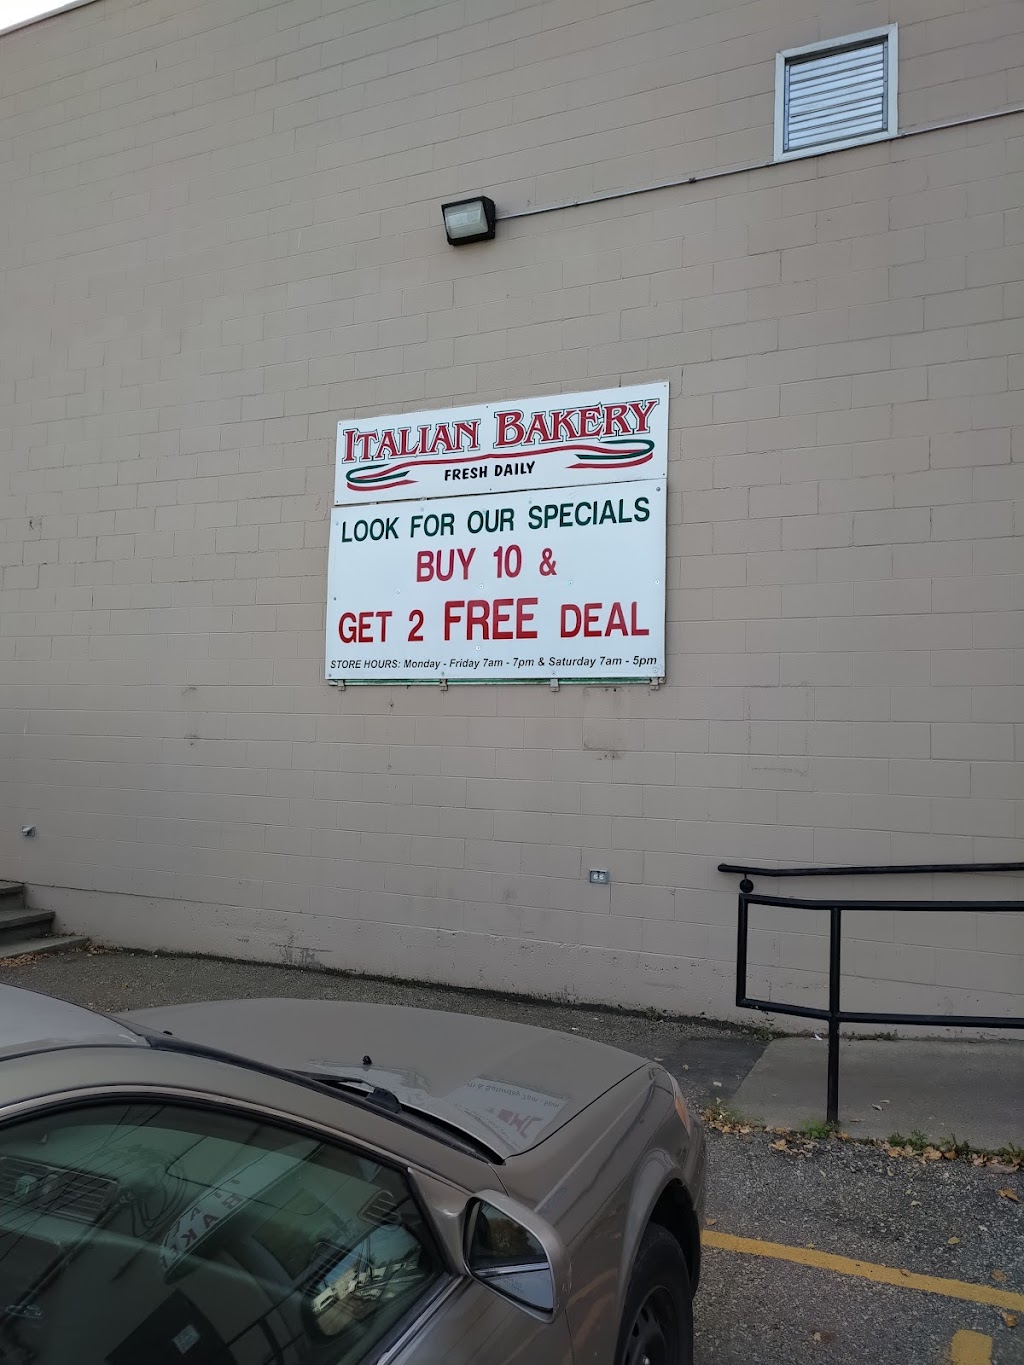 ITALIAN BAKERY
FRESH DAILY
LOOK FOR OUR SPECIALS
BUY 10 &
GET 2 FREE DEAL
STORE HOURS: Monday - Friday 7am - 7pm & Saturday 7am - 5pm